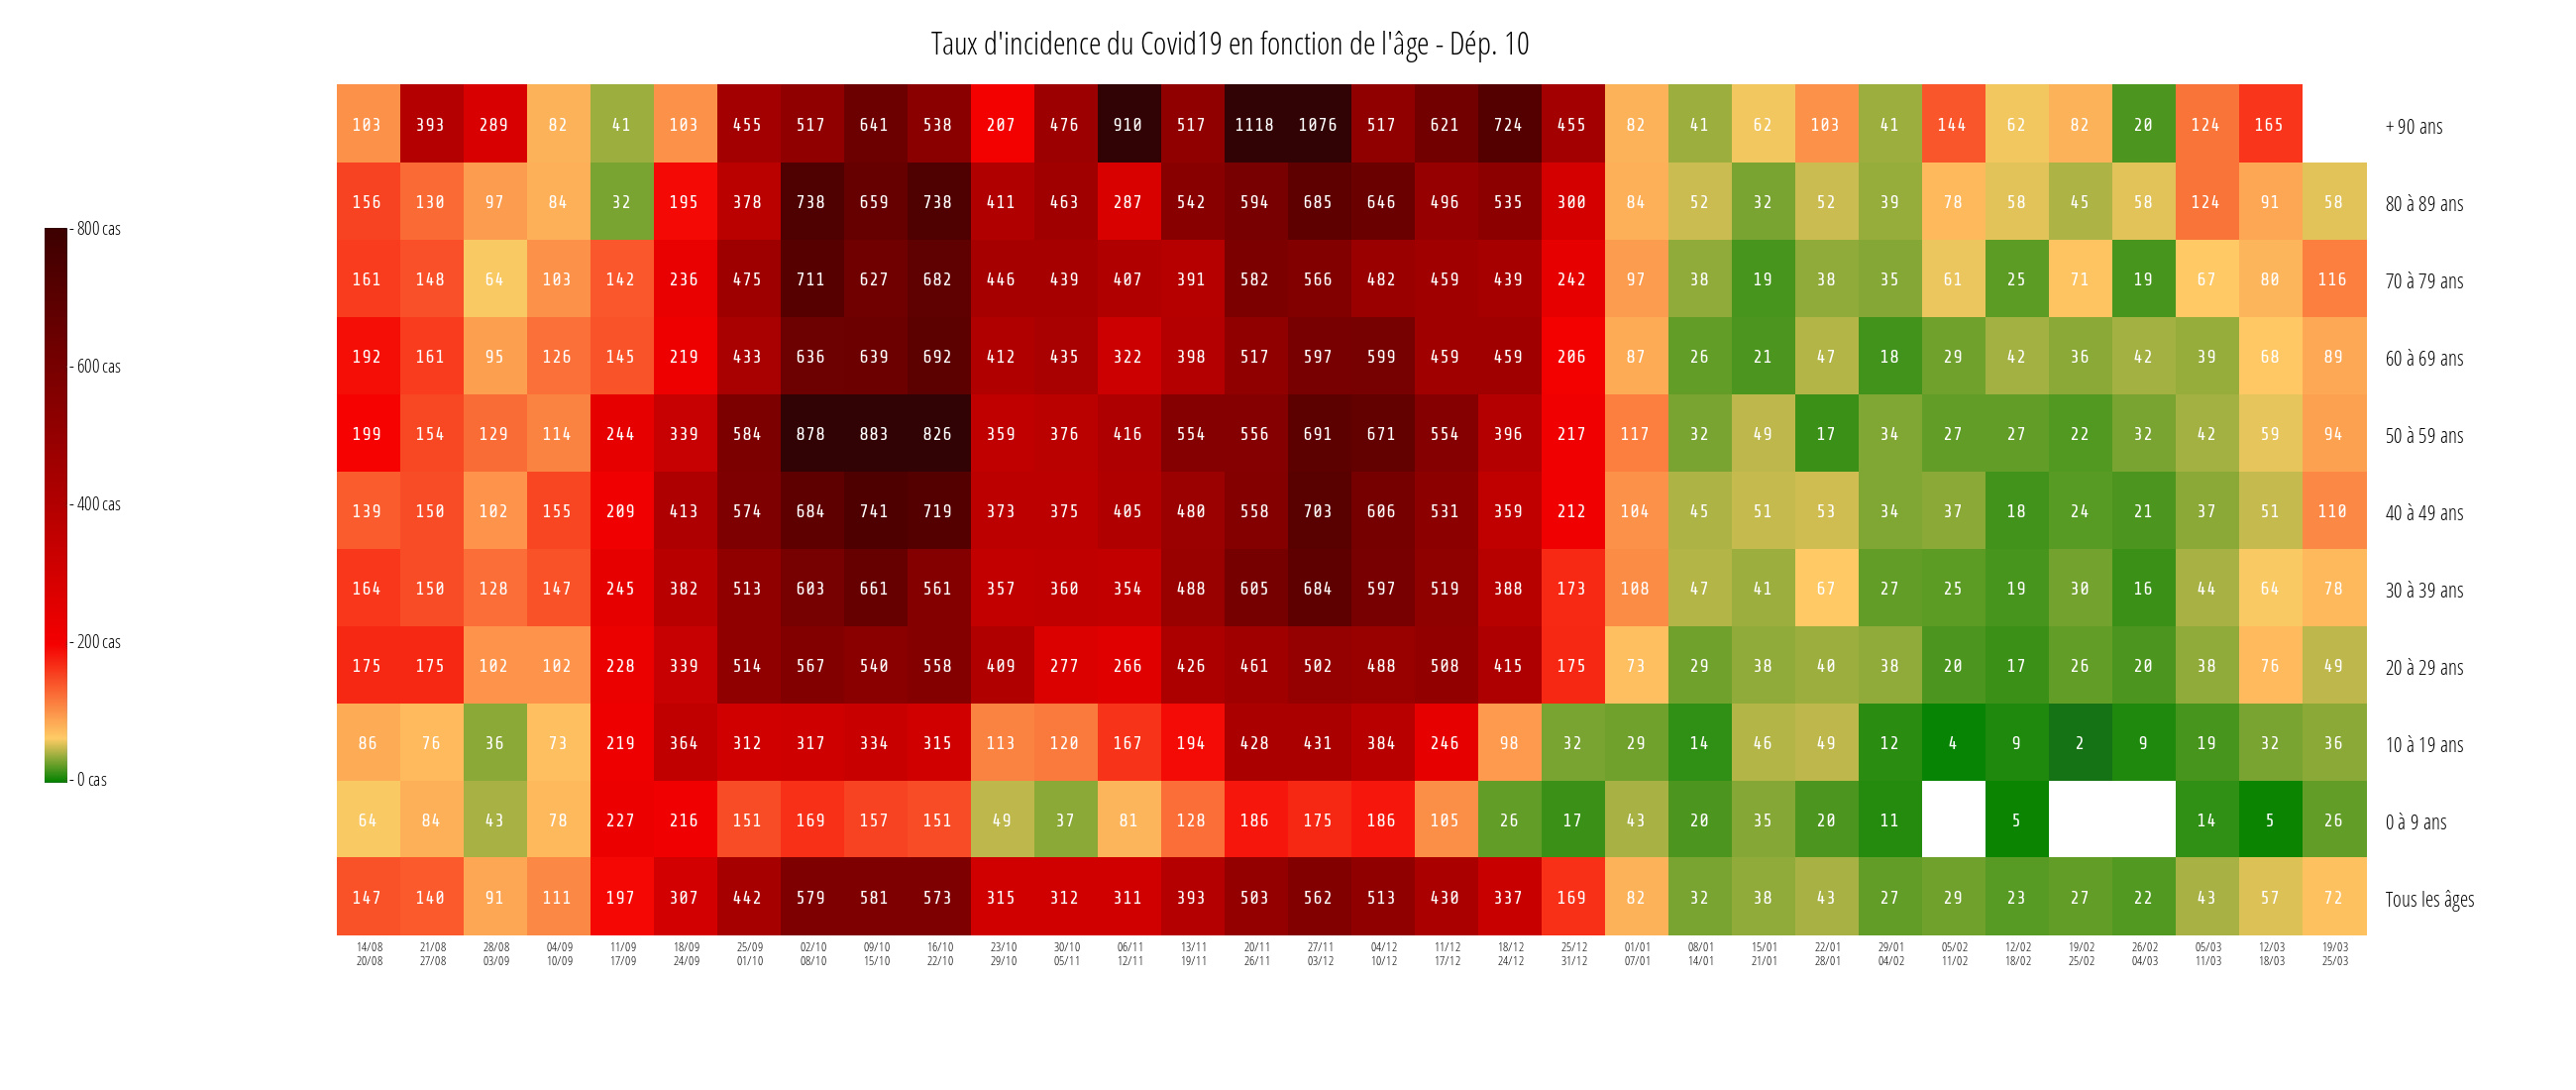 Taux d'incidence du Covid19 en fonction de l'âge - Dép. 10
103 393 289 82 41 103 455 517 641 538 207 476 910 517 1118 1076 517 621 724 455 82 41 62 103 41 144 62 82 20 124 165 + 90 ans
156 130 97 84 32 195 378 738 659 738 411 463 287 542 594 685 646 496 535 300 84 52 32 52 39 78 58 45 58 124 91 58 80 à 89 ans
161 148 64 103 142 236 475 711 627 682 446 439 407 391 582 566 482 459 439 242 97 38 19 38 35 61 25 71 19 67 80 116 70 à 79 ans
192 161 95 126 145 219 433 636 639 692 412 435 322 398 517 597 599 459 459 206 87 26 21 47 18 29 42 36 42 39 68 89 60 à 69 ans
199 154 129 114 244 339 584 878 883 826 359 376 416 554 556 691 671 554 396 217 117 32 49 17 34 27 27 22 32 42 59 94 50 à 59 ans
139 150 102 155 209 413 574 684 741 719 373 375 405 480 558 703 606 531 359 212 104 45 51 53 34 37 18 24 21 37 51 110 40 à 49 ans
164 150 128 147 245 382 513 603 661 561 357 360 354 488 605 684 597 519 388 173 108 47 41 67 27 25 19 30 16 44 64 78 30 à 39 ans
175 175 102 102 228 339 514 567 540 558 409 277 266 426 461 502 488 508 415 175 73 29 38 40 38 20 17 26 20 38 76 49 20 à 29 ans
86 76 36 73 219 364 312 317 334 315 113 120 167 194 428 431 384 246 98 32 29 14 46 49 12 4 9 2 9 19 32 36 10 à 19 ans
64 84 43 78 227 216 151 169 157 151 49 37 81 128 186 175 186 105 26 17 43 20 35 20 11 5 14 5 26 0 à 9 ans
147 140 91 111 197 307 442 579 581 573 315 312 311 393 503 562 513 430 337 169 82 32 38 43 27 29 23 27 22 43 57 72 Tous les âges
14/08 21/08 28/08 04/09 11/09 18/09 25/09 02/10 09/10 16/10 23/10 30/10 06/11 13/11 20/11 27/11 04/12 11/12 18/12 25/12 01/01 08/01 15/01 22/01 29/01 05/02 12/02 19/02 26/02 05/03 12/03 19/03
20/08 27/08 03/09 10/09 17/09 24/09 01/10 08/10 15/10 22/10 29/10 05/11 12/11 19/11 26/11 03/12 10/12 17/12 24/12 31/12 07/01 14/01 21/01 28/01 04/02 11/02 18/02 25/02 04/03 11/03 18/03 25/03
- 800 cas
- 600 cas
- 400 cas
- 200 cas
- 0 cas